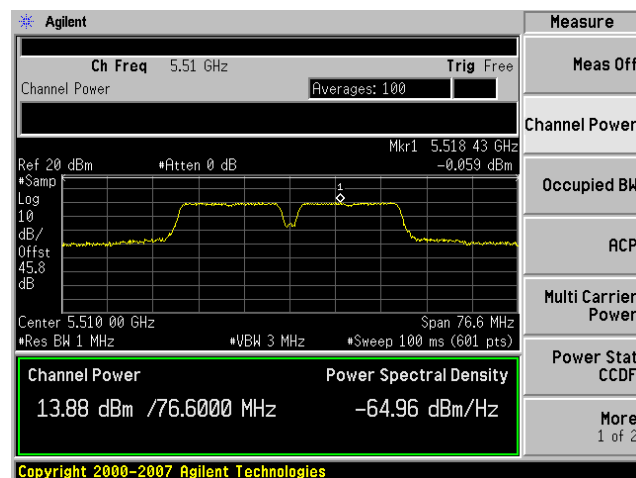 Agilent
Measure
Ch Freq 5.51 GHz Trig Free
Meas Off
Channel Power Averages: 100
Channel Power
Mkr1 5.518 43 GHz
Ref 20 dBm #Atten 0 dB -0.059 dBm
#Samp
Log
10
dB/
Offst
45.8
dB
1
Occupied BW
ACP
Multi Carrier
Power
Center 5.510 00 GHz Span 76.6 MHz
#Res BW 1 MHz #VBW 3 MHz #Sweep 100 ms (601 pts)
Channel Power Power Spectral Density
13.88 dBm /76.6000 MHz -64.96 dBm/Hz
Power Stat
CCDF
More
1 of 2
Copyright 2000-2007 Agilent Technologies